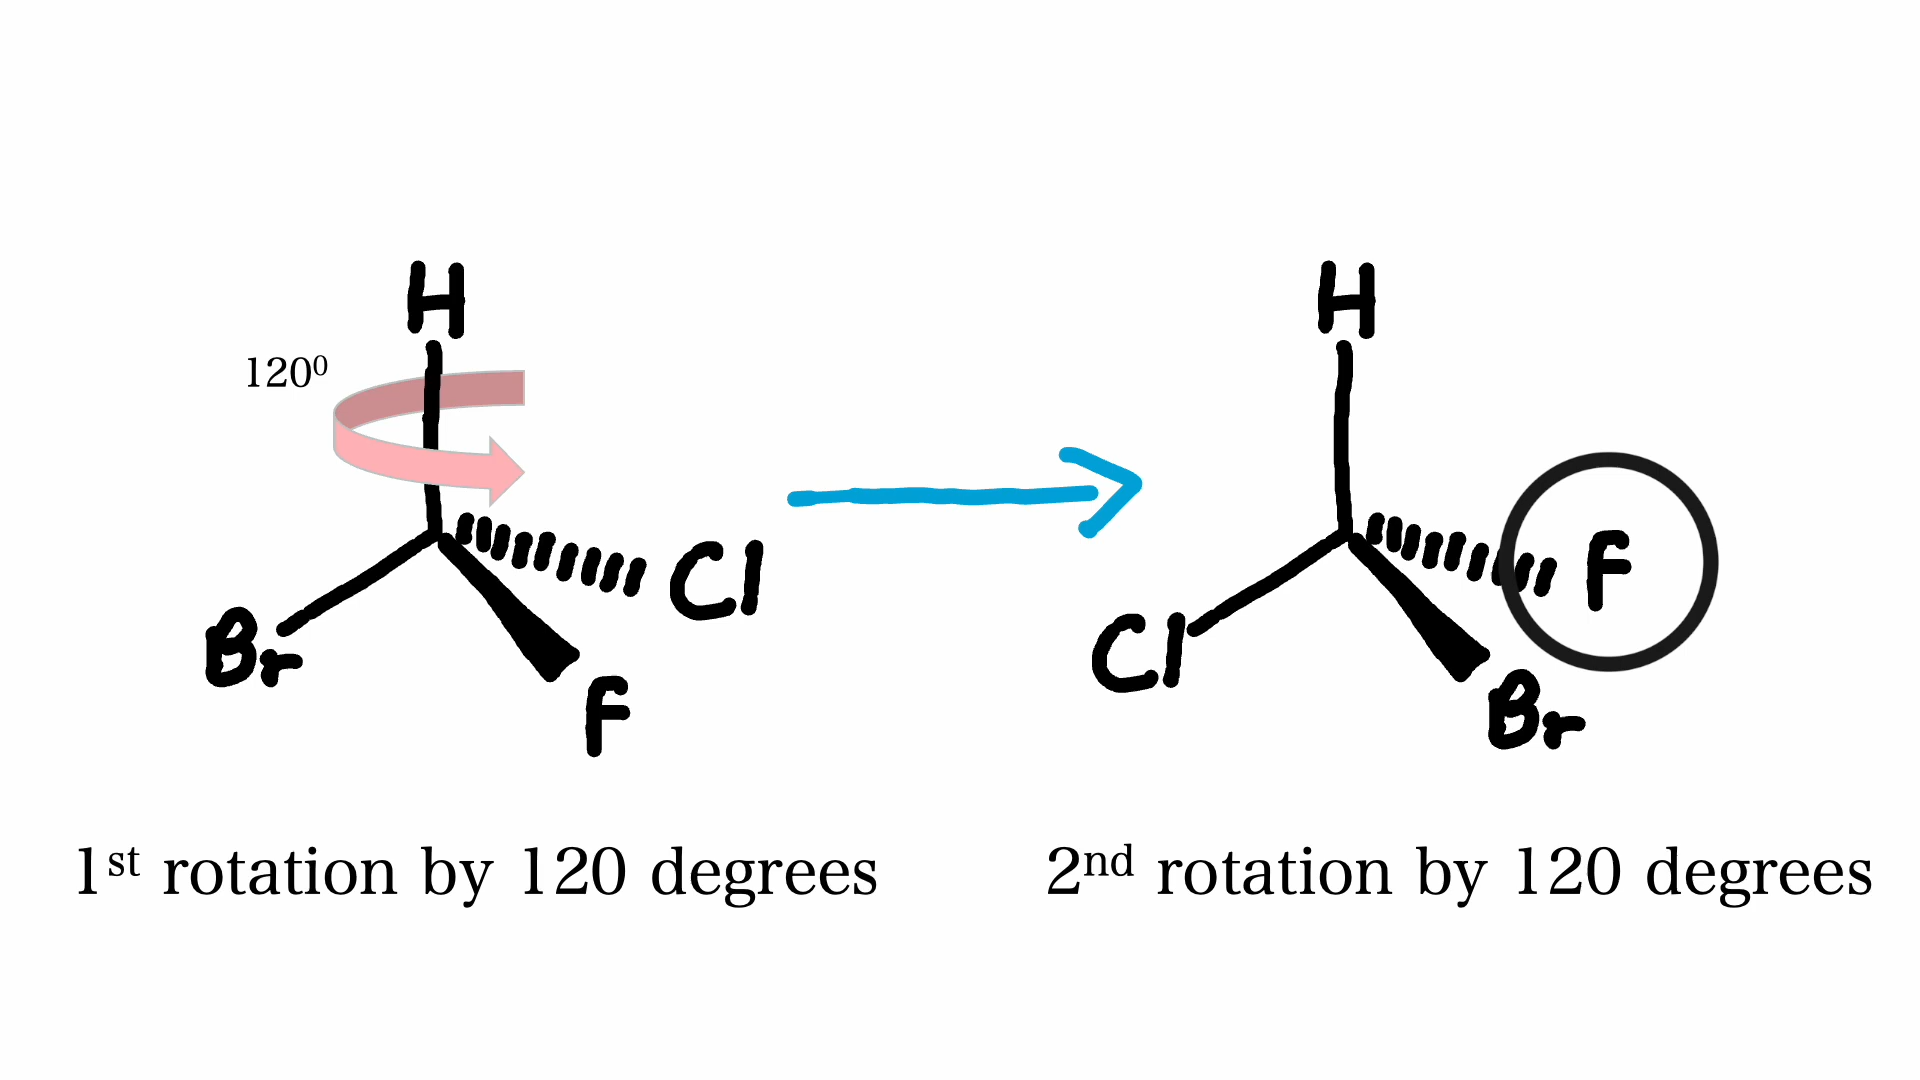 H
120⁰
Cl
Br
F
H
F
Cl
Br
1st rotation by 120 degrees
2nd rotation by 120 degrees